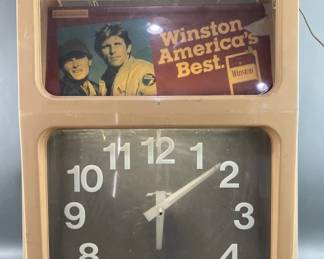 Winston
America's
Best.
Winston
11 12 1
10 2
9 3
8 4